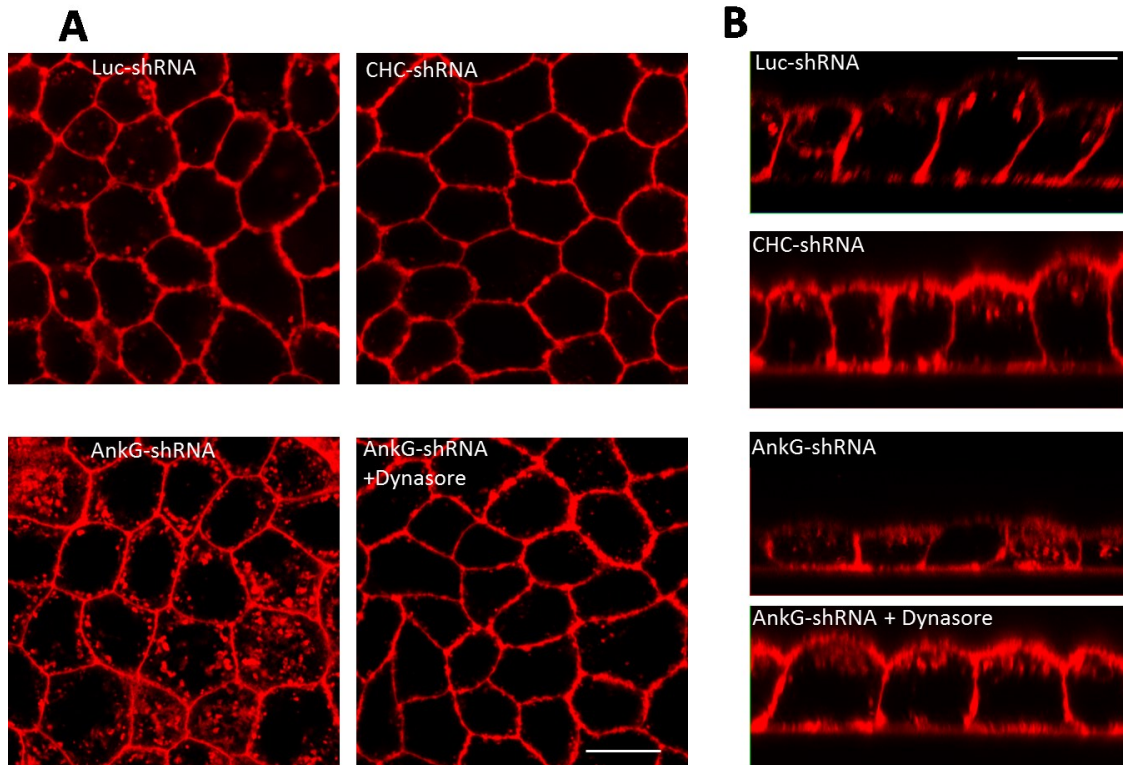 A
B
Luc-shRNA
CHC-shRNA
AnkG-shRNA
AnkG-shRNA
+Dynasore
Luc-shRNA
CHC-shRNA
AnkG-shRNA
AnkG-shRNA + Dynasore